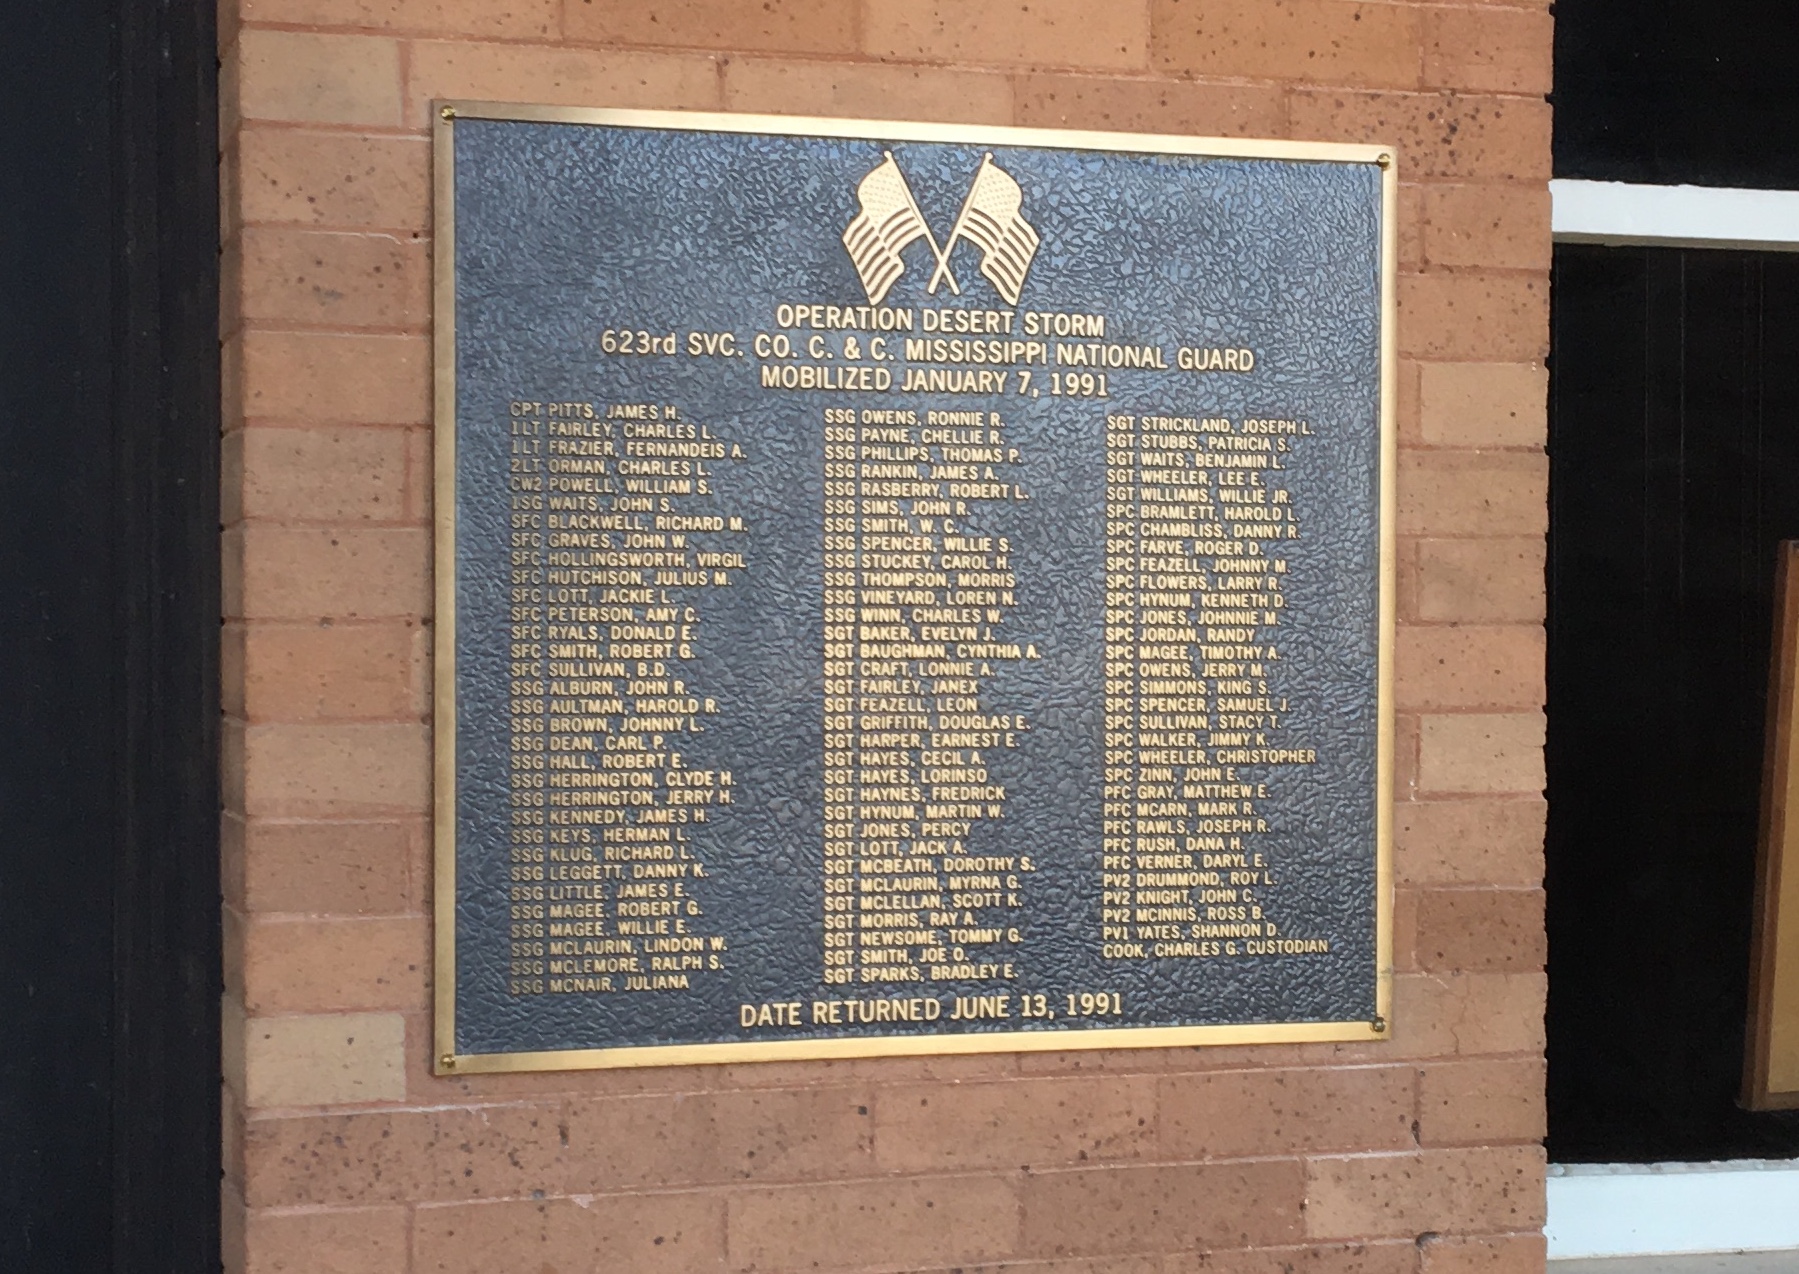 OPERATION DESERT STORM
623rd SVC. CO. C. & C. MISSISSIPPI NATIONAL GUARD
MOBILIZED JANUARY 7, 1991
CPT PITTS, JAMES H.
1LT FAIRLEY, CHARLES L.
1LT FRAZIER, FERNANDEIS A.
2LT ORMAN, CHARLES L.
CW2 POWELL, WILLIAM S.
1SG WAITS, JOHN S.
SFC BLACKWELL, RICHARD M.
SFC GRAVES, JOHN W.
SFC HOLLINGSWORTH, VIRGIL
SFC HUTCHISON, JULIUS M.
SFC LOTT, JACKIE L.
SFC PETERSON, AMY C.
SFC RYALS, DONALD E.
SFC SMITH, ROBERT G.
SFC SULLIVAN, B.D.
SSG ALBURN, JOHN R.
SSG AULTMAN, HAROLD R.
SSG BROWN, JOHNNY L.
SSG DEAN, CARL P.
SSG HALL, ROBERT E.
SSG HERRINGTON, CLYDE H.
SSG HERRINGTON, JERRY H.
SSG KENNEDY, JAMES H.
SSG KEYS, HERMAN L.
SSG KLUG, RICHARD L.
SSG LEGGETT, DANNY K.
SSG LITTLE, JAMES E.
SSG MAGEE, ROBERT G.
SSG MAGEE, WILLIE E.
SSG MCLAURIN, LINDON W.
SSG MCLEMORE, RALPH S.
SSG MCNAIR, JULIANA
SSG OWENS, RONNIE R.
SSG PAYNE, CHELLIE R.
SSG PHILLIPS, THOMAS P.
SSG RANKIN, JAMES A.
SSG RASBERRY, ROBERT L.
SSG SIMS, JOHN R.
SSG SMITH, W. C.
SSG SPENCER, WILLIE S.
SSG STUCKEY, CAROL H.
SSG THOMPSON, MORRIS
SSG VINEYARD, LOREN N.
SSG WINN, CHARLES W.
SGT BAKER, EVELYN J.
SGT BAUGHMAN, CYNTHIA A.
SGT CRAFT, LONNIE A.
SGT FAIRLEY, JANEX
SGT FEAZELL, LEON
SGT GRIFFITH, DOUGLAS E.
SGT HARPER, EARNEST E.
SGT HAYES, CECIL A.
SGT HAYES, LORINSO
SGT HAYNES, FREDRICK
SGT HYNUM, MARTIN W.
SGT JONES, PERCY
SGT LOTT, JACK A.
SGT MCBEATH, DOROTHY S.
SGT MCLAURIN, MYRNA G.
SGT MCLELLAN, SCOTT K.
SGT MORRIS, RAY A.
SGT NEWSOME, TOMMY G.
SGT SMITH, JOE O.
SGT SPARKS, BRADLEY E.
SGT STRICKLAND, JOSEPH L.
SGT STUBBS, PATRICIA S.
SGT WAITS, BENJAMIN L.
SGT WHEELER, LEE E.
SGT WILLIAMS, WILLIE JR.
SPC BRAMLETT, HAROLD L.
SPC CHAMBLISS, DANNY R.
SPC FARVE, ROGER D.
SPC FEAZELL, JOHNNY M.
SPC FLOWERS, LARRY R.
SPC HYNUM, KENNETH D.
SPC JONES, JOHNNIE M.
SPC JORDAN, RANDY
SPC MAGEE, TIMOTHY A.
SPC OWENS, JERRY M.
SPC SIMMONS, KING S.
SPC SPENCER, SAMUEL J.
SPC SULLIVAN, STACY T.
SPC WALKER, JIMMY K.
SPC WHEELER, CHRISTOPHER
SPC ZINN, JOHN E.
PFC GRAY, MATTHEW E.
PFC MCARN, MARK R.
PFC RAWLS, JOSEPH R.
PFC RUSH, DANA H.
PFC VERNER, DARYL E.
PV2 DRUMMOND, ROY L.
PV2 KNIGHT, JOHN C.
PV2 MCINNIS, ROSS B.
PV1 YATES, SHANNON D.
COOK, CHARLES G. CUSTODIAN
DATE RETURNED JUNE 13, 1991